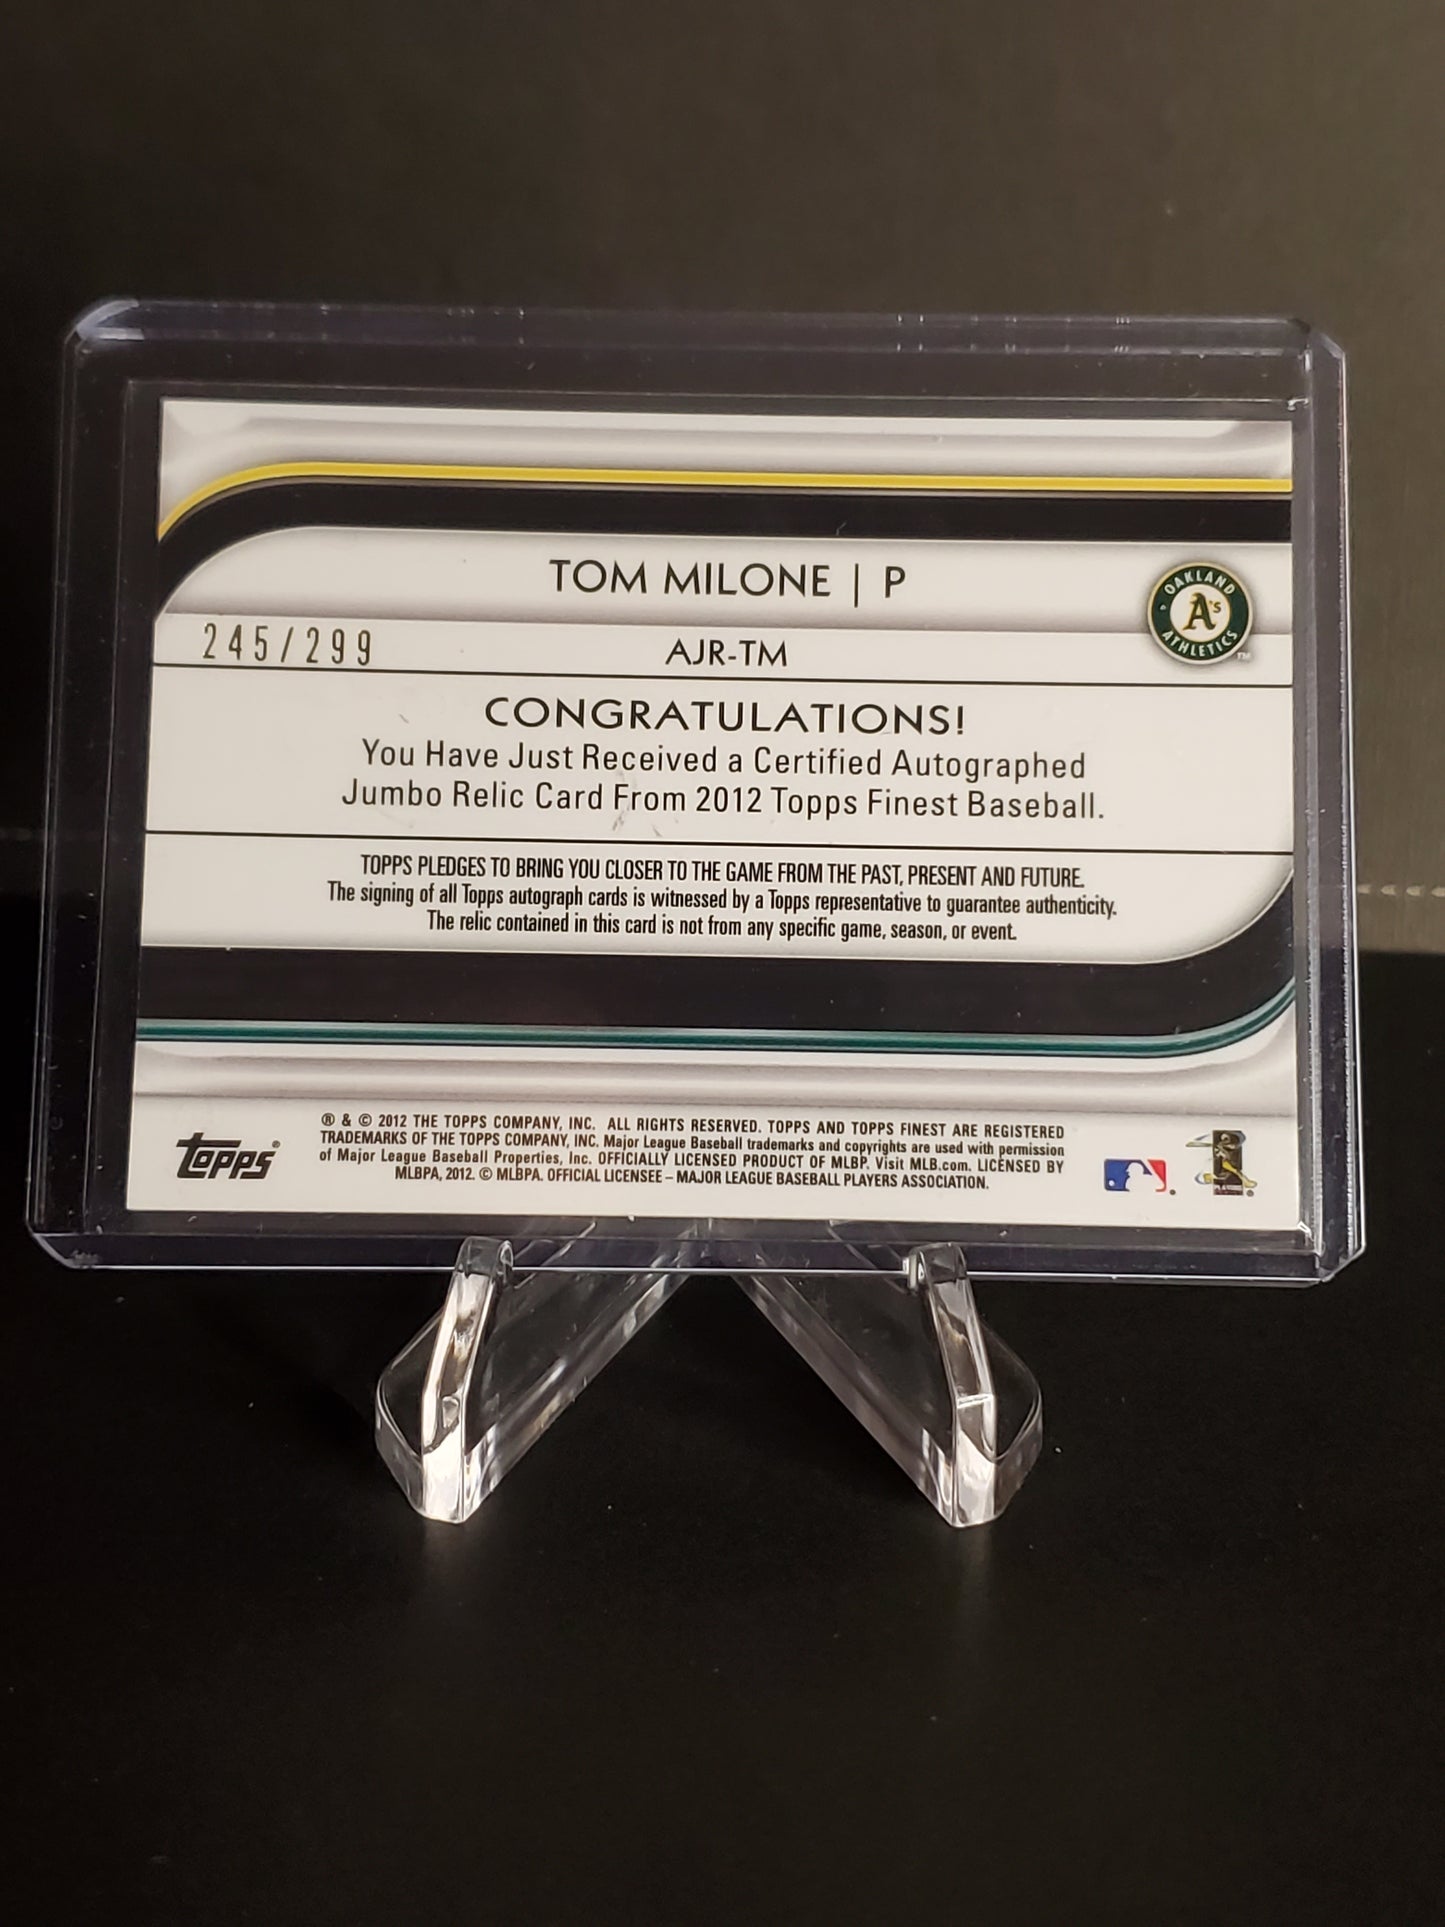 TOM MILONE | P
OAKLAND
A's
ATHLETICS
TM
245/299
AJR-TM
CONGRATULATIONS!
You Have Just Received a Certified Autographed
Jumbo Relic Card From 2012 Topps Finest Baseball.
TOPPS PLEDGES TO BRING YOU CLOSER TO THE GAME FROM THE PAST, PRESENT AND FUTURE.
The signing of all Topps autograph cards is witnessed by a Topps representative to guarantee authenticity.
The relic contained in this card is not from any specific game, season, or event.
Topps®
® & © 2012 THE TOPPS COMPANY, INC. ALL RIGHTS RESERVED. TOPPS AND TOPPS FINEST ARE REGISTERED
TRADEMARKS OF THE TOPPS COMPANY, INC. Major League Baseball trademarks and copyrights are used with permission
of Major League Baseball Properties, Inc. OFFICIALLY LICENSED PRODUCT OF MLBP. Visit MLB.com. LICENSED BY
MLBPA, 2012. © MLBPA. OFFICIAL LICENSEE – MAJOR LEAGUE BASEBALL PLAYERS ASSOCIATION.